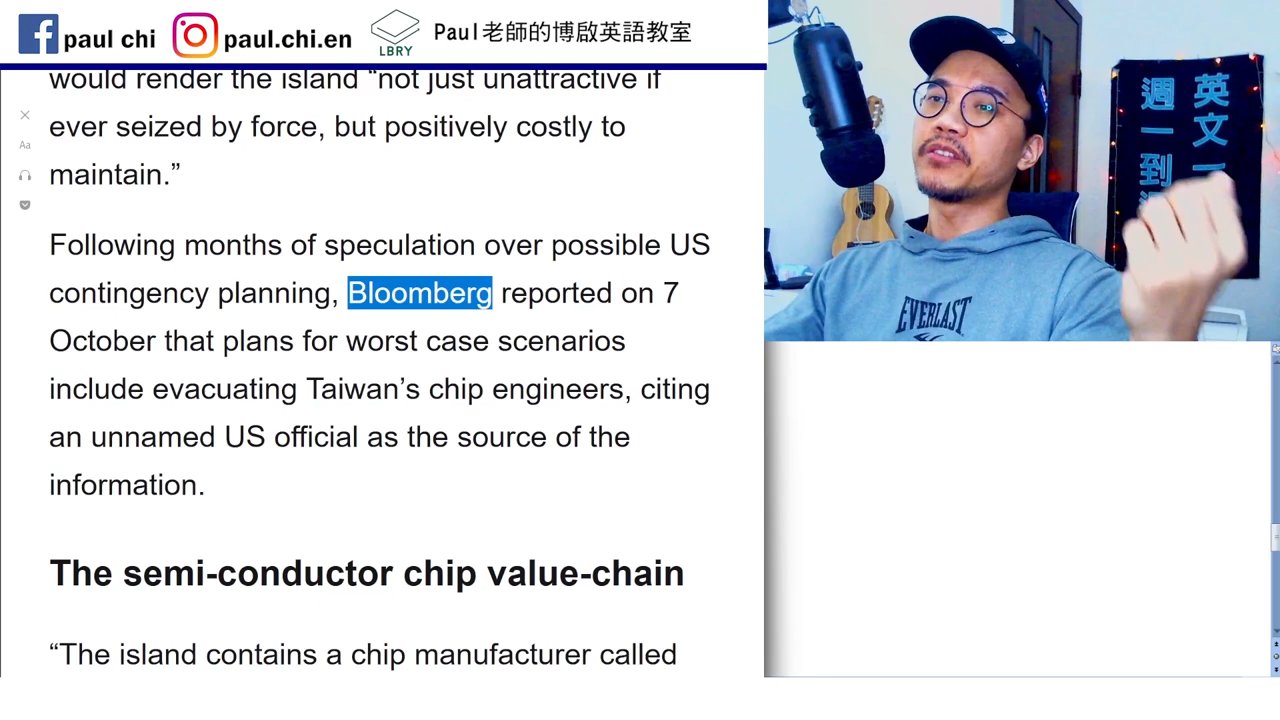 paul chi
paul.chi.en
LBRY
Paul老師的博啟英語教室
would render the island “not just unattractive if
ever seized by force, but positively costly to
maintain.”
Following months of speculation over possible US
contingency planning, Bloomberg reported on 7
October that plans for worst case scenarios
include evacuating Taiwan’s chip engineers, citing
an unnamed US official as the source of the
information.
The semi-conductor chip value-chain
“The island contains a chip manufacturer called
Aa
英文一
週一到
EVERLAST